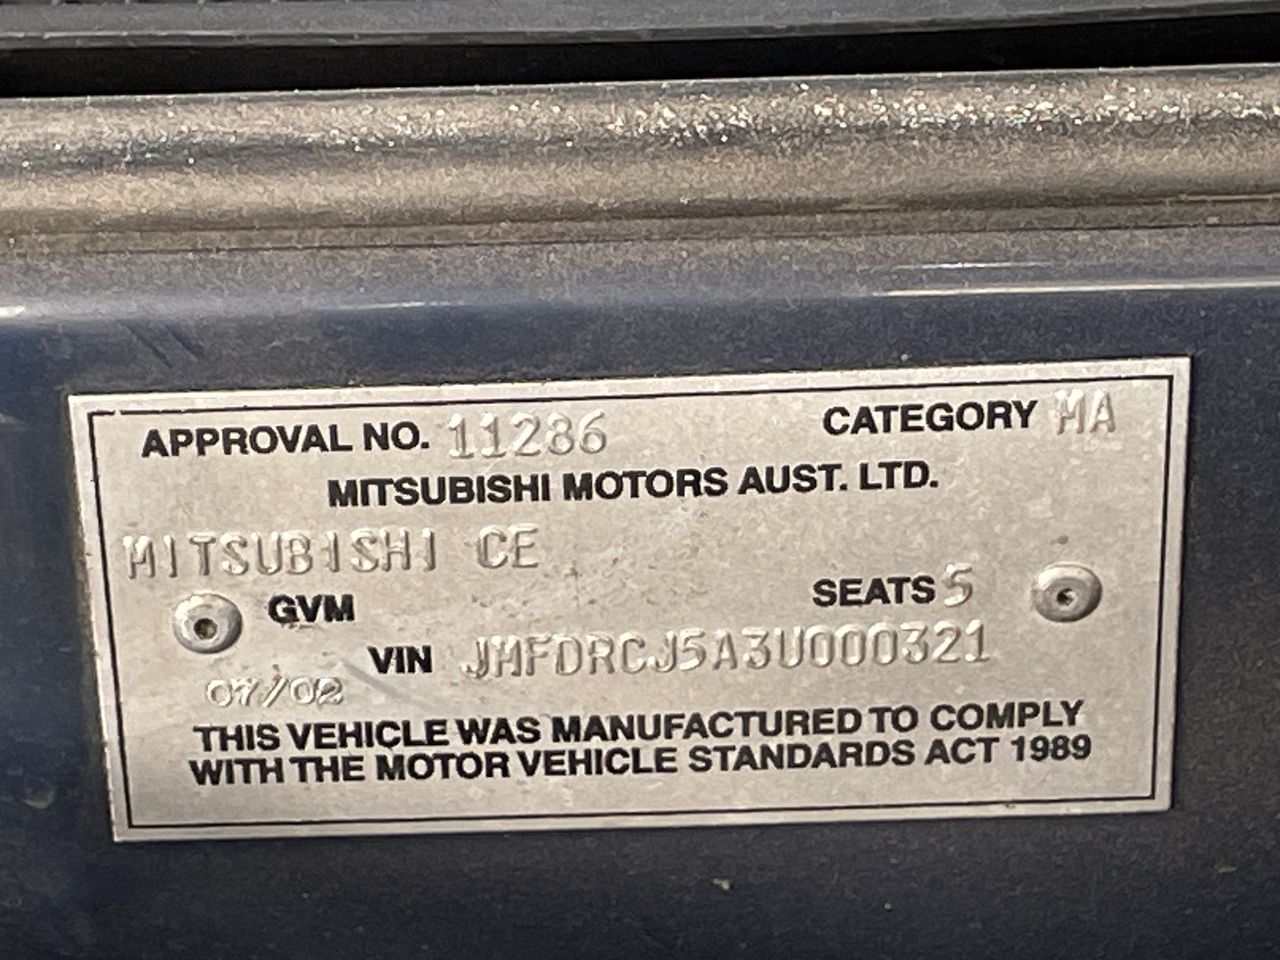 APPROVAL NO. 11286 CATEGORY MA
MITSUBISHI MOTORS AUST. LTD.
MITSUBISHI CE
GVM SEATS 5
VIN JMFDRCJ5A3U000321
07/02
THIS VEHICLE WAS MANUFACTURED TO COMPLY
WITH THE MOTOR VEHICLE STANDARDS ACT 1989